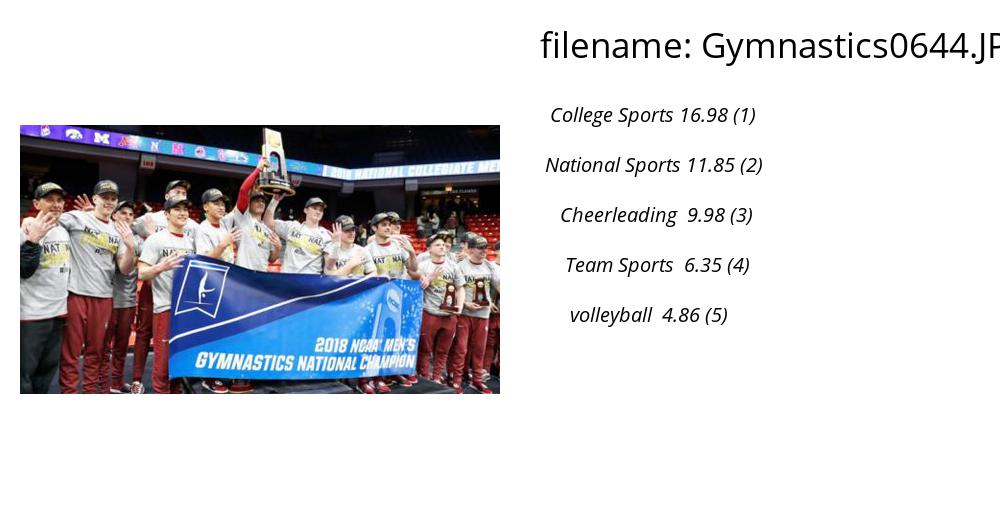 filename: Gymnastics0644.JP
College Sports 16.98 (1)
National Sports 11.85 (2)
Cheerleading 9.98 (3)
Team Sports 6.35 (4)
volleyball 4.86 (5)
NATIONAL COLLEGIATE MEN
2018 NCAA MEN'S
GYMNASTICS NATIONAL CHAMPION